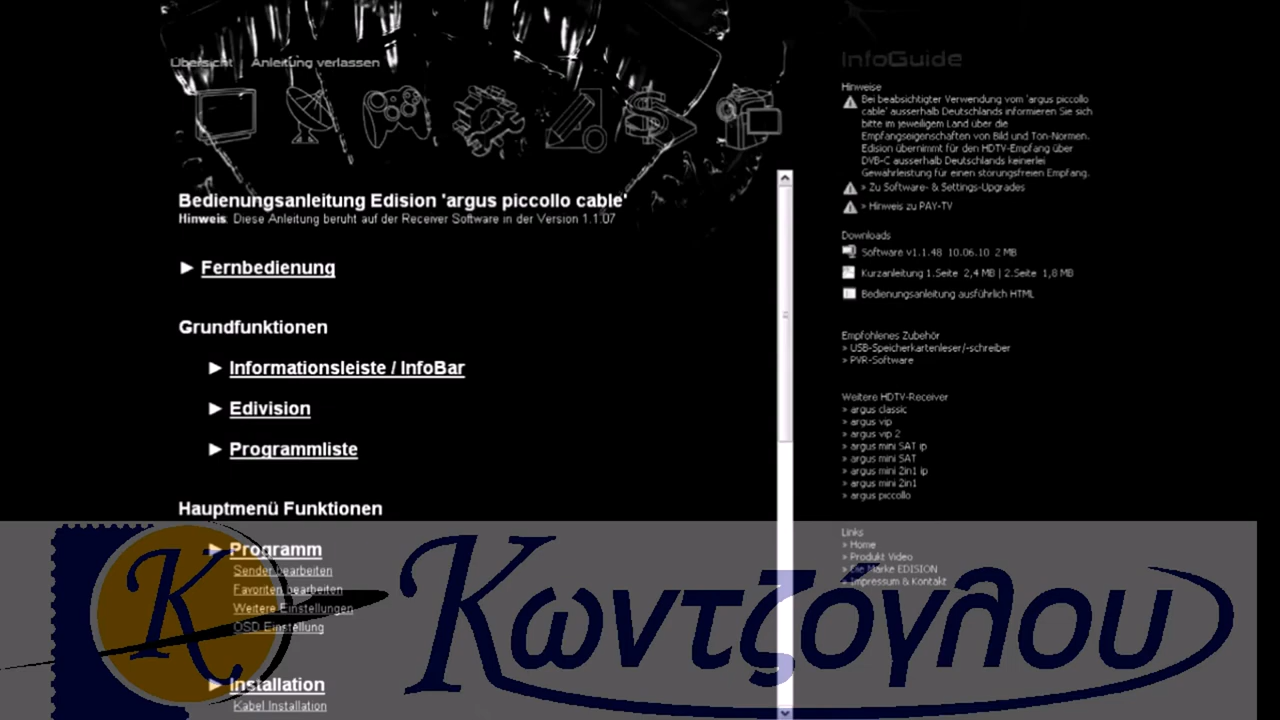 Übersicht
Anleitung verlassen
Bedienungsanleitung Edision 'argus piccollo cable'
Hinweis: Diese Anleitung beruht auf der Receiver Software in der Version 1.1.07
► Fernbedienung
Grundfunktionen
► Informationsleiste / InfoBar
► Edivision
► Programmliste
Hauptmenü Funktionen
► Programm
Sender bearbeiten
Favoriten bearbeiten
Weitere Einstellungen
OSD Einstellung
► Installation
Kabel Installation
InfoGuide
Hinweise
Bei beabsichtigter Verwendung vom 'argus piccollo
cable' ausserhalb Deutschlands informieren Sie sich
bitte im jeweiligen Land über die
Empfangseigenschaften von Bild und Ton-Normen.
Edision übernimmt für den HDTV-Empfang über
DVB-C ausserhalb Deutschlands keinerlei
Gewährleistung für einen störungsfreien Empfang.
» Zu Software- & Settings-Upgrades
» Hinweis zu PAY-TV
Downloads
Software v1.1.48 10.06.10 2 MB
Kurzanleitung 1.Seite 2,4 MB | 2.Seite 1,8 MB
Bedienungsanleitung ausführlich HTML
Empfohlenes Zubehör
» USB-Speicherkartenleser/-schreiber
» PVR-Software
Weitere HDTV-Receiver
» argus classic
» argus vip
» argus vip 2
» argus mini SAT ip
» argus mini SAT
» argus mini 2in1 ip
» argus mini 2in1
» argus piccollo
Links
» Home
» Produkt Video
» Die Marke EDISION
» Impressum & Kontakt
K
Κωντζόγλου